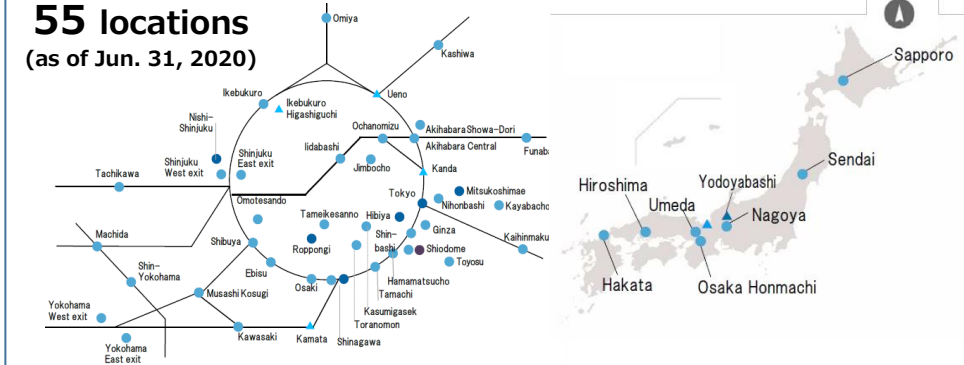 55 locations
(as of Jun. 31, 2020)
Omiya
Kashiwa
Ikebukuro
Ikebukuro
Higashiguchi
Ueno
Nishi-
Shinjuku
Ochanomizu
Akihabara Showa-Dori
Akihabara Central
Funaba
Iidabashi
Jimbocho
Shinjuku
West exit
Shinjuku
East exit
Kanda
Tachikawa
Tokyo
Mitsukoshimae
Nihonbashi
Kayabacho
Omotesando
Tameikesanno
Hibiya
Ginza
Shin-
bashi
Roppongi
Shiodome
Toyosu
Kaihinmaku
Machida
Shibuya
Shin-
Yokohama
Ebisu
Osaki
Hamamatsucho
Tamachi
Kasumigasek
Toranomon
Shinagawa
Musashi Kosugi
Yokohama
West exit
Kawasaki
Kamata
Yokohama
East exit
Sapporo
Sendai
Hiroshima
Yodoyabashi
Umeda
Nagoya
Hakata
Osaka Honmachi